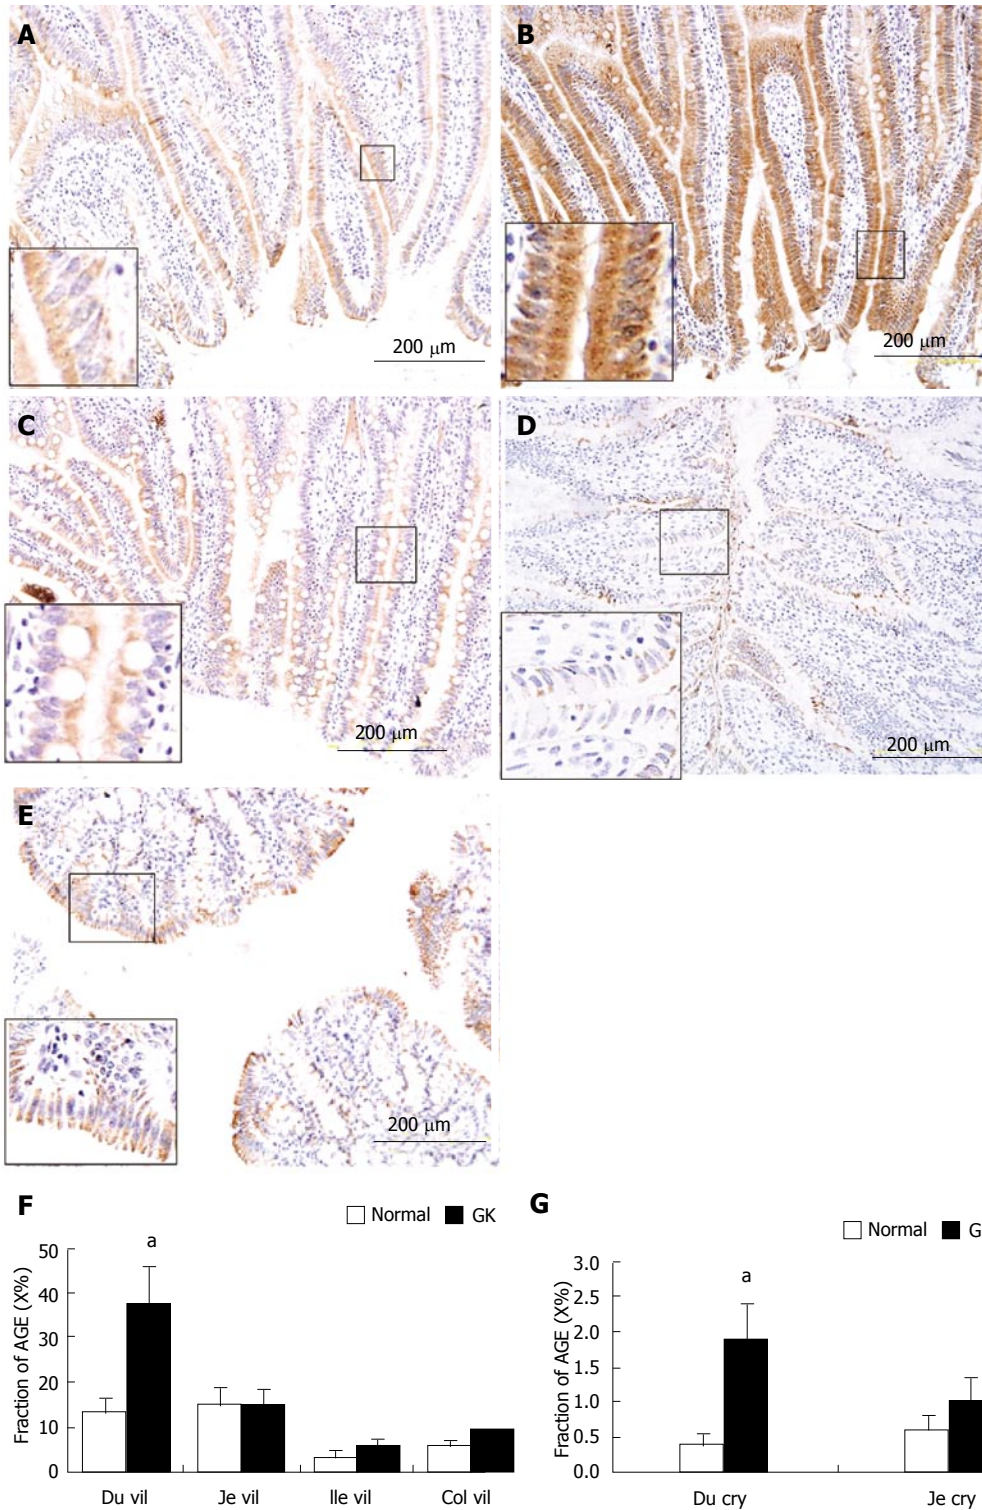 A
B
200 μm
200 μm
C
D
200 μm
200 μm
E
200 μm
F
Normal GK
a
Fraction of AGE (X%)
50
40
30
20
10
0
Du vil Je vil Ile vil Col vil
G
Normal G
a
Fraction of AGE (X%)
3.0
2.5
2.0
1.5
1.0
0.5
0.0
Du cry Je cry